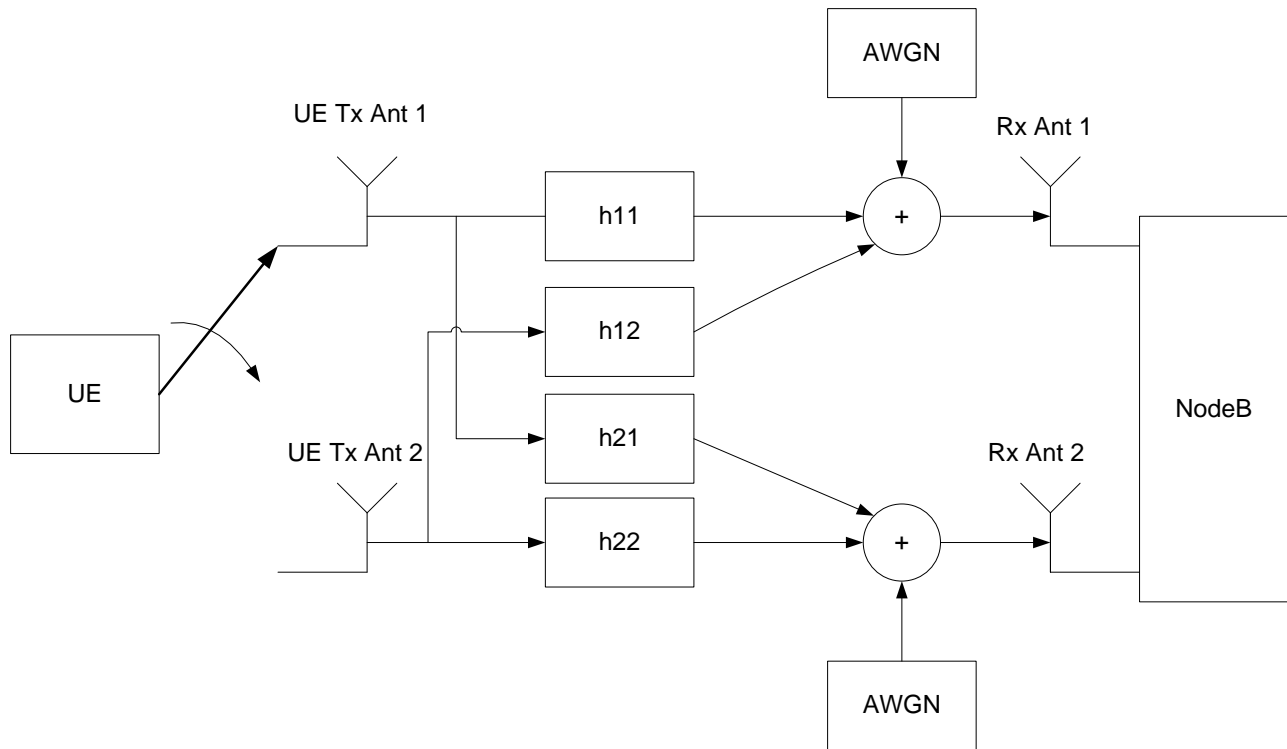 AWGN
UE Tx Ant 1
Rx Ant 1
h11
+
h12
UE
h21
NodeB
UE Tx Ant 2
Rx Ant 2
h22
+
AWGN